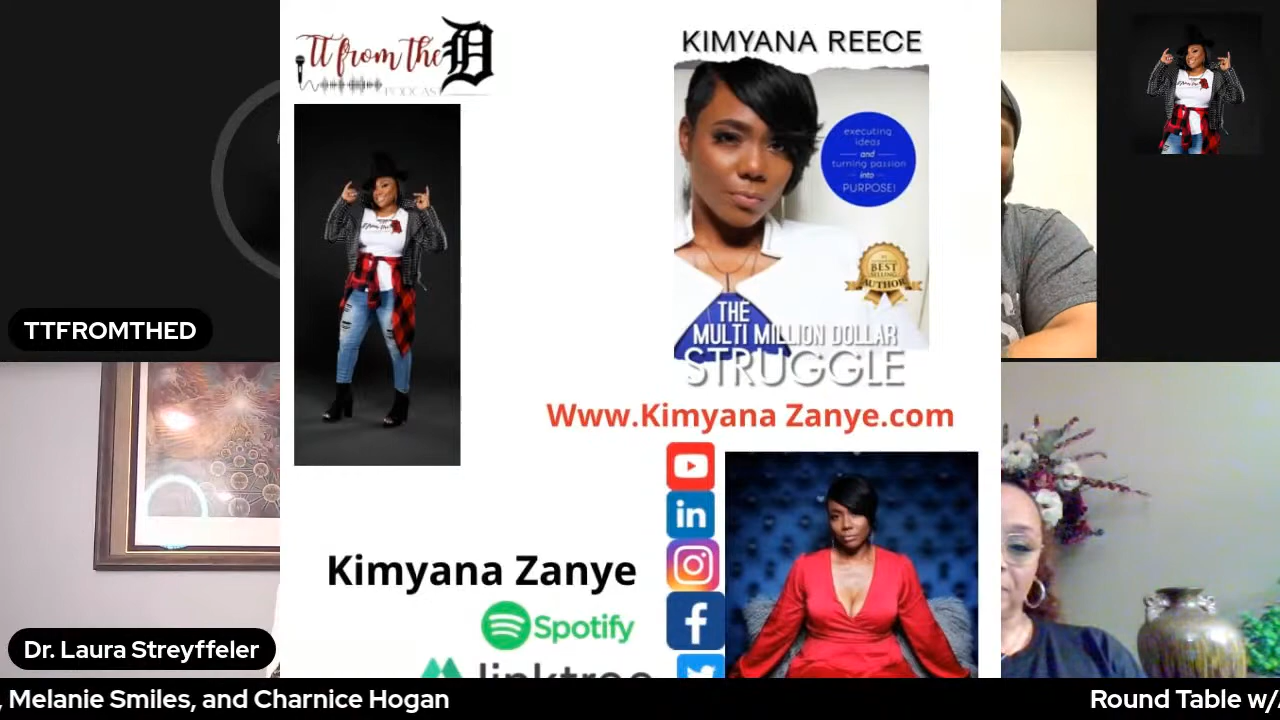 TT from the D
PODCAST
KIMYANA REECE
executing
ideas
and
turning passion
into
PURPOSE!
BEST
SELLING
AUTHOR
THE
MULTI MILLION DOLLAR
STRUGGLE
Www.Kimyana Zanye.com
in
Kimyana Zanye
Spotify
linktree
TTFROMTHED
Dr. Laura Streyffeler
, Melanie Smiles, and Charnice Hogan
Round Table w/